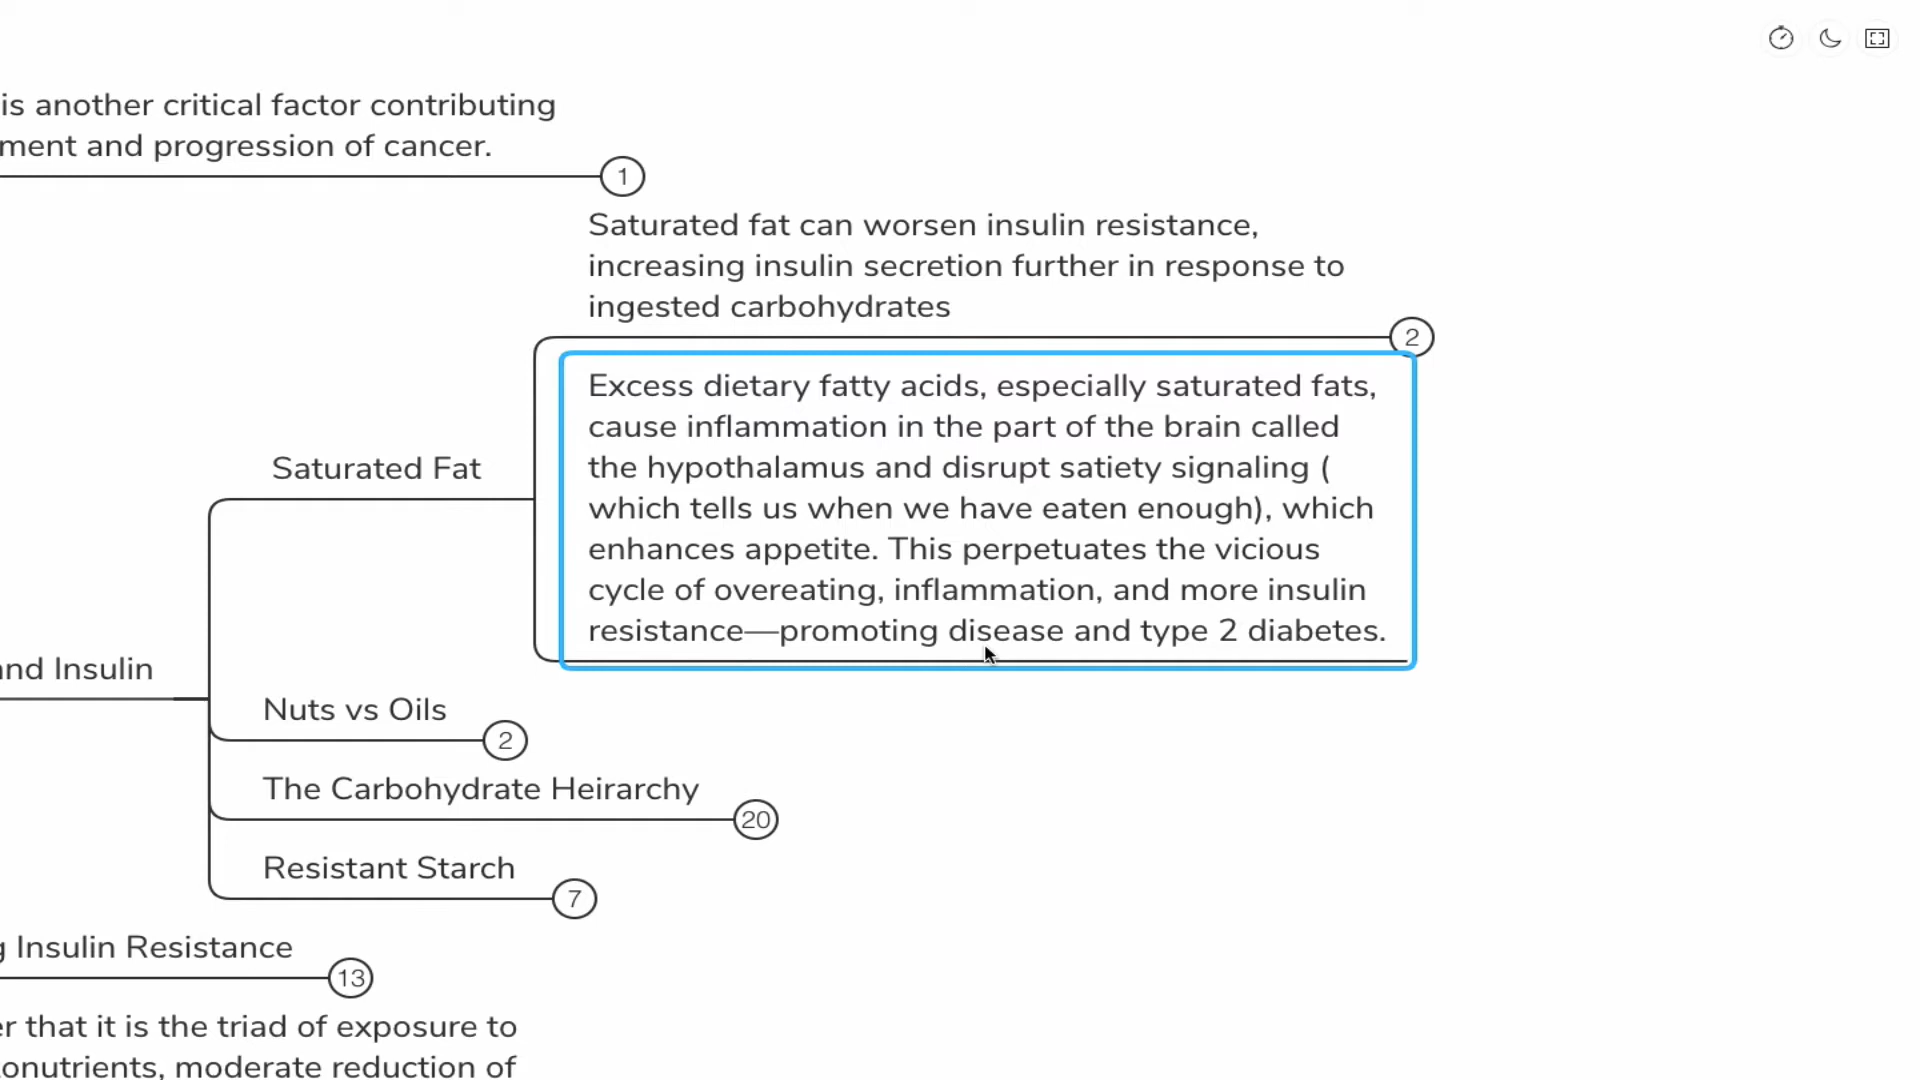 is another critical factor contributing
ment and progression of cancer.
1
Saturated fat can worsen insulin resistance,
increasing insulin secretion further in response to
ingested carbohydrates
2
Excess dietary fatty acids, especially saturated fats,
cause inflammation in the part of the brain called
the hypothalamus and disrupt satiety signaling (
which tells us when we have eaten enough), which
enhances appetite. This perpetuates the vicious
cycle of overeating, inflammation, and more insulin
resistance—promoting disease and type 2 diabetes.
Saturated Fat
and Insulin
Nuts vs Oils
2
The Carbohydrate Heirarchy
20
Resistant Starch
7
g Insulin Resistance
13
er that it is the triad of exposure to
tonutrients, moderate reduction of